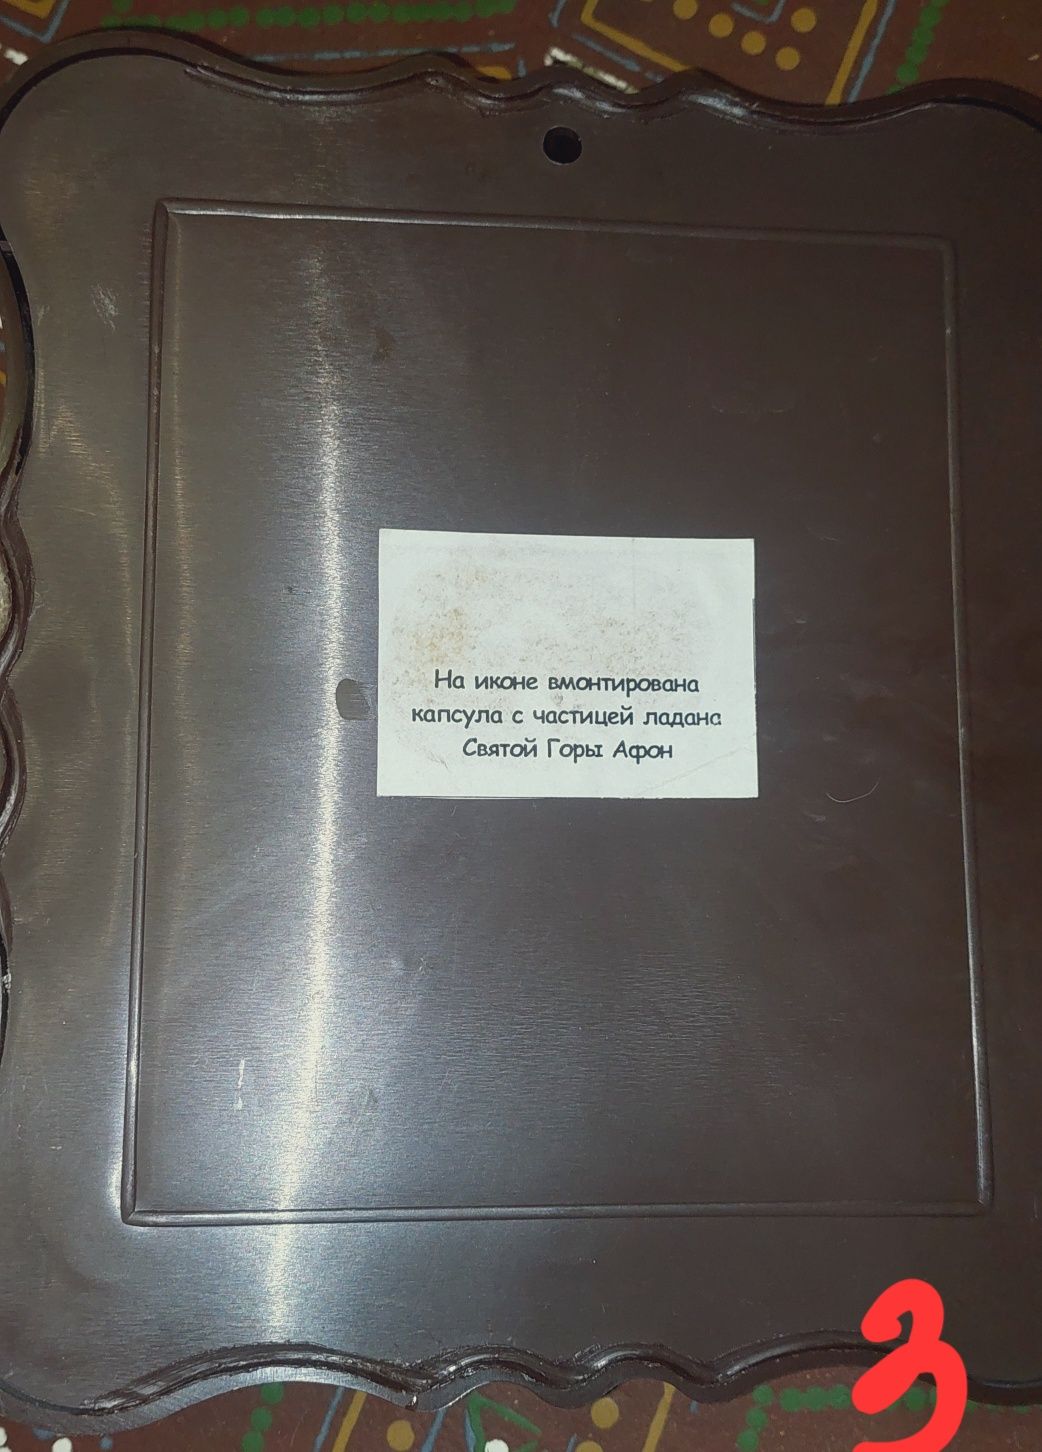 На иконе вмонтирована
капсула с частицей ладана
Святой Горы Афон
3